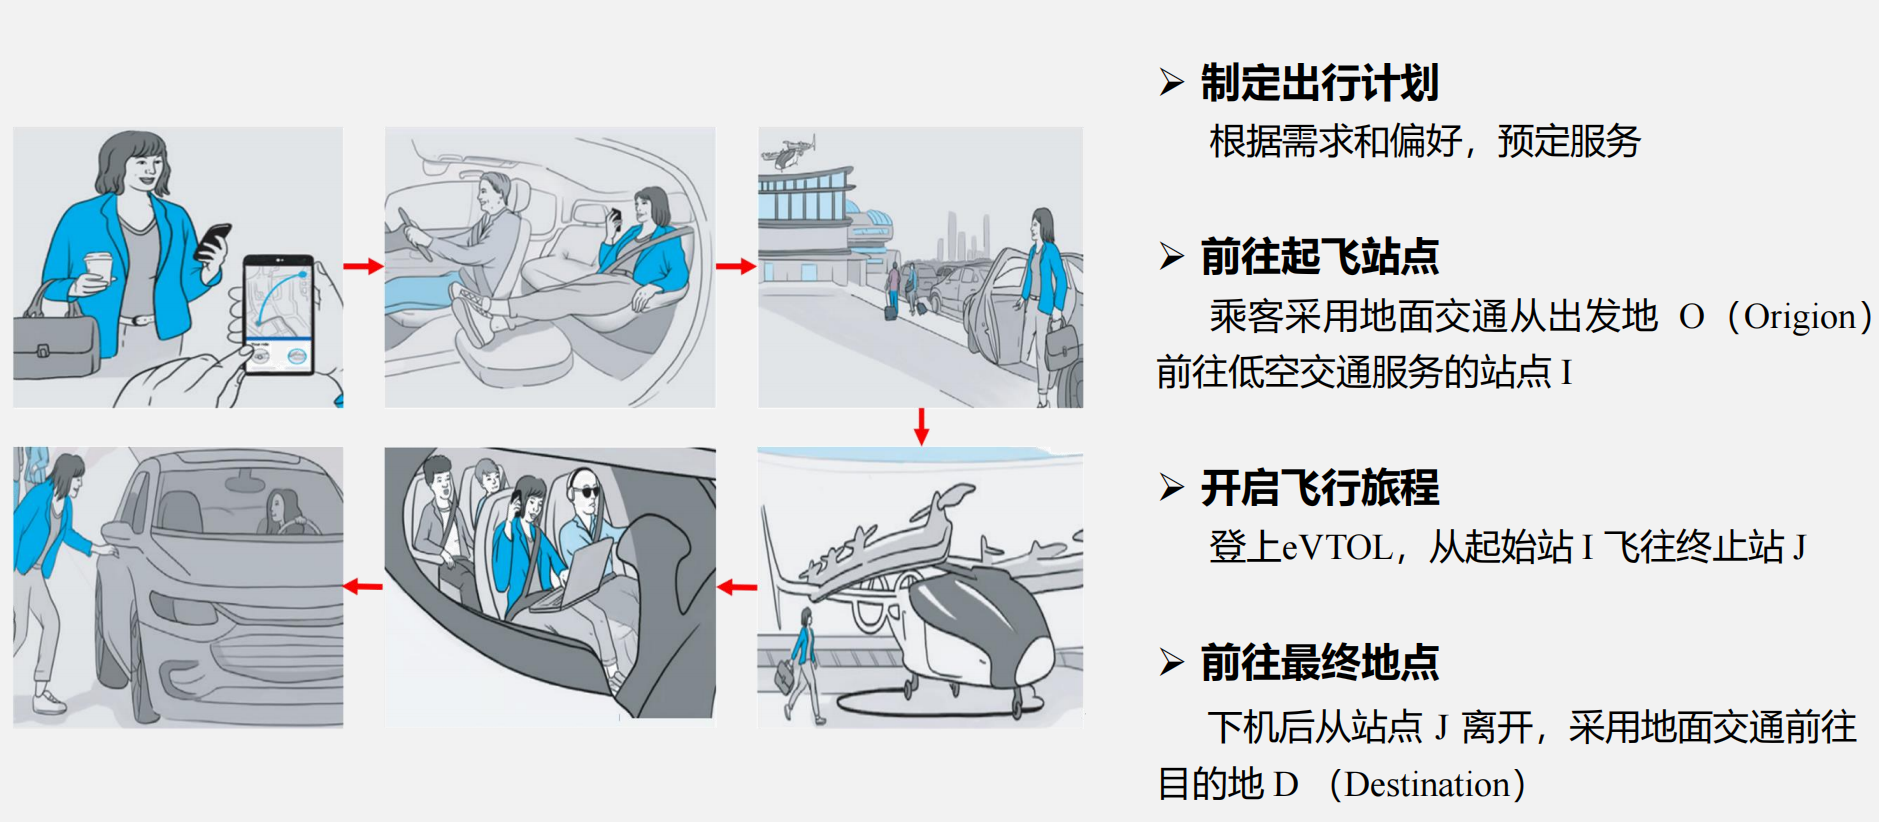 ➢ 制定出行计划
根据需求和偏好，预定服务
➢ 前往起飞站点
乘客采用地面交通从出发地 O（Origion）
前往低空交通服务的站点 I
➢ 开启飞行旅程
登上eVTOL，从起始站 I 飞往终止站 J
➢ 前往最终地点
下机后从站点 J 离开，采用地面交通前往
目的地 D （Destination）